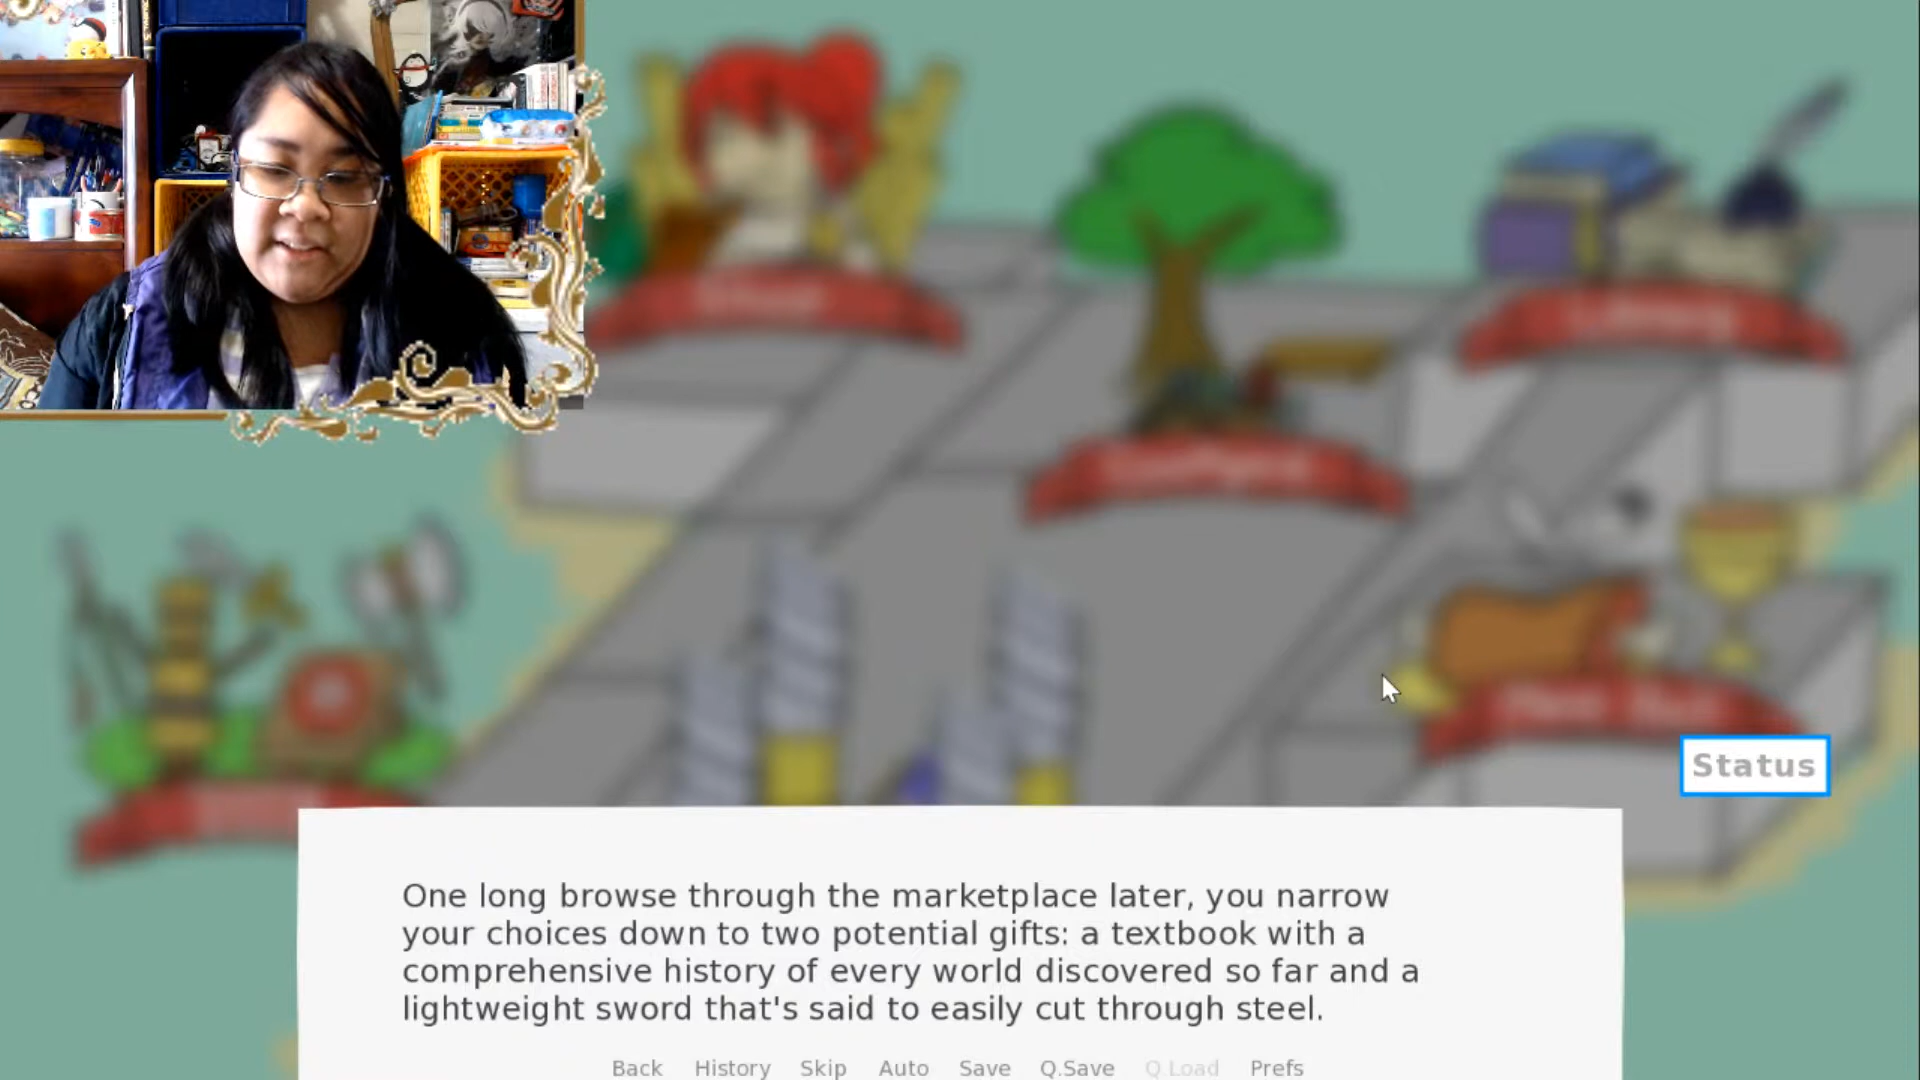 Status
One long browse through the marketplace later, you narrow
your choices down to two potential gifts: a textbook with a
comprehensive history of every world discovered so far and a
lightweight sword that's said to easily cut through steel.
Back History Skip Auto Save Q.Save Q.Load Prefs